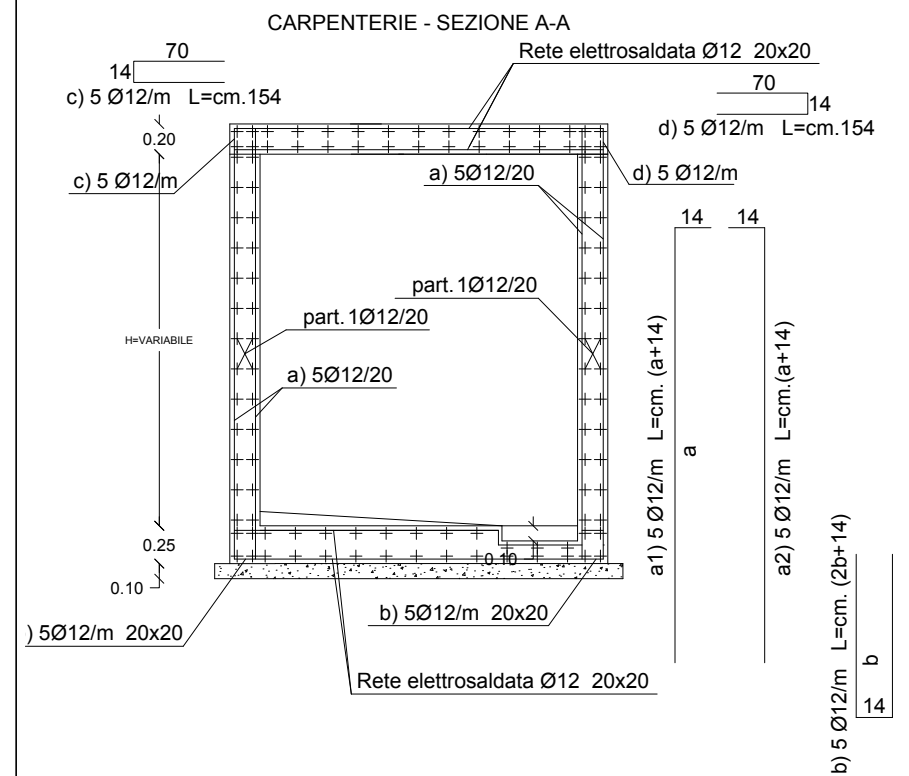 CARPENTERIE - SEZIONE A-A
70
14
c) 5 Ø12/m L=cm.154
Rete elettrosaldata Ø12 20x20
70
14
d) 5 Ø12/m L=cm.154
0.20
c) 5 Ø12/m
a) 5Ø12/20
d) 5 Ø12/m
14 14
part.1Ø12/20
part.1Ø12/20
H=VARIABILE
a) 5Ø12/20
a1) 5 Ø12/m L=cm. (a+14)
a
a2) 5 Ø12/m L=cm.(a+14)
0.25
0.10
0.10
) 5Ø12/m 20x20
b) 5Ø12/m 20x20
Rete elettrosaldata Ø12 20x20
b) 5 Ø12/m L=cm. (2b+14)
b
14